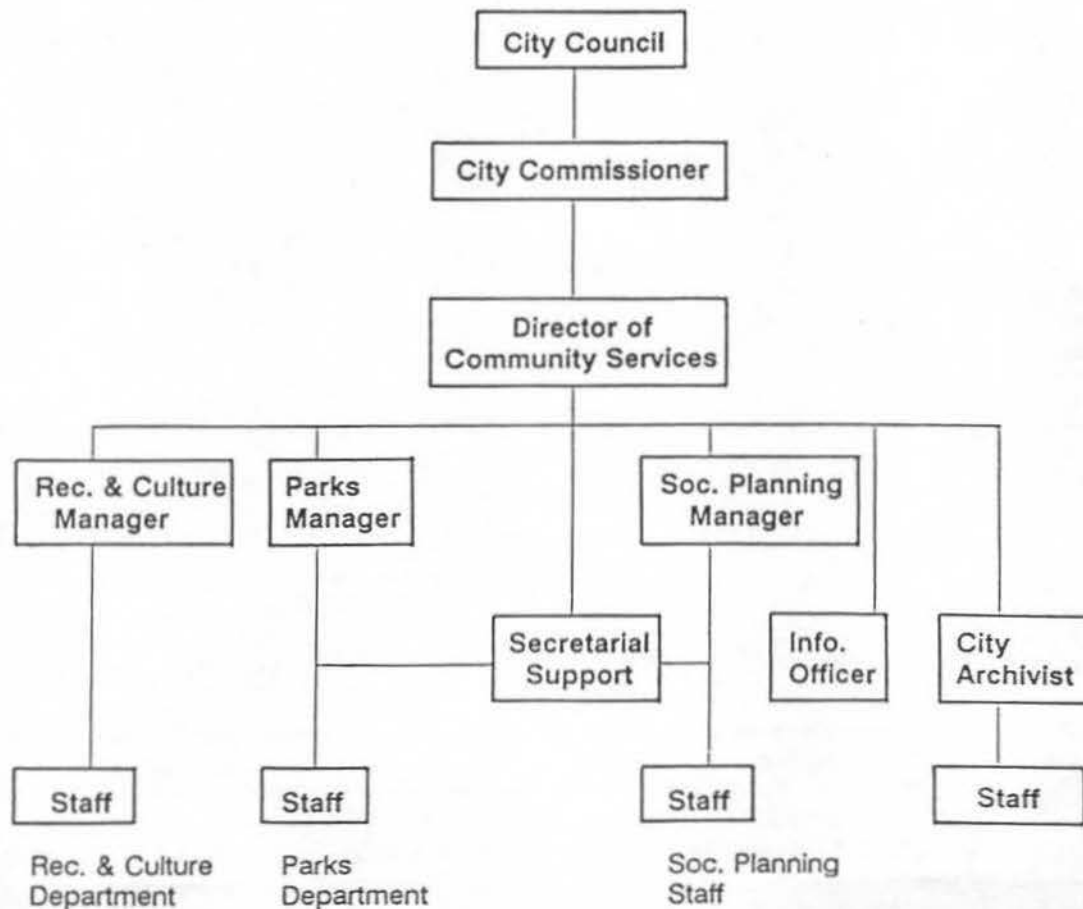 City Council
City Commissioner
Director of
Community Services
Rec. & Culture
Manager
Parks
Manager
Soc. Planning
Manager
Secretarial
Support
Info.
Officer
City
Archivist
Staff
Staff
Staff
Staff
Rec. & Culture
Department
Parks
Department
Soc. Planning
Staff